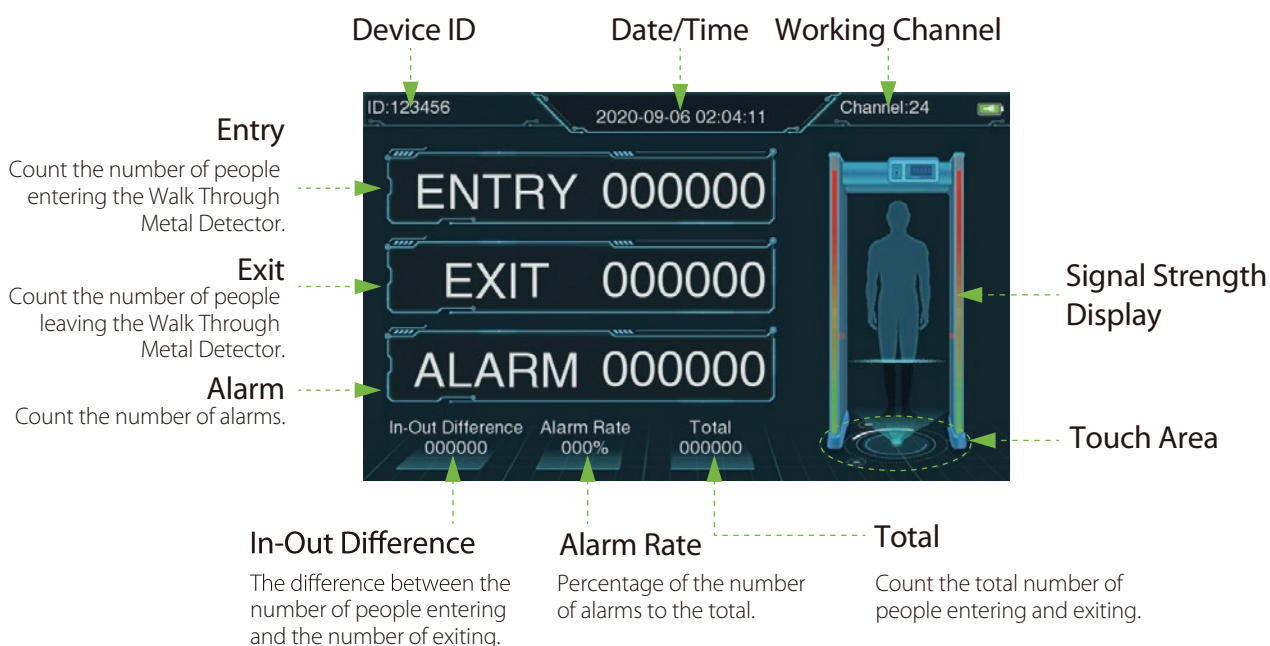 Device ID
Date/Time
Working Channel
ID:123456
2020-09-06 02:04:11
Channel:24
Entry
Count the number of people
entering the Walk Through
Metal Detector.
ENTRY 000000
Exit
Count the number of people
leaving the Walk Through
Metal Detector.
EXIT 000000
Signal Strength
Display
Alarm
Count the number of alarms.
ALARM 000000
In-Out Difference
000000
Alarm Rate
000%
Total
000000
Touch Area
In-Out Difference
The difference between the
number of people entering
and the number of exiting.
Alarm Rate
Percentage of the number
of alarms to the total.
Total
Count the total number of
people entering and exiting.